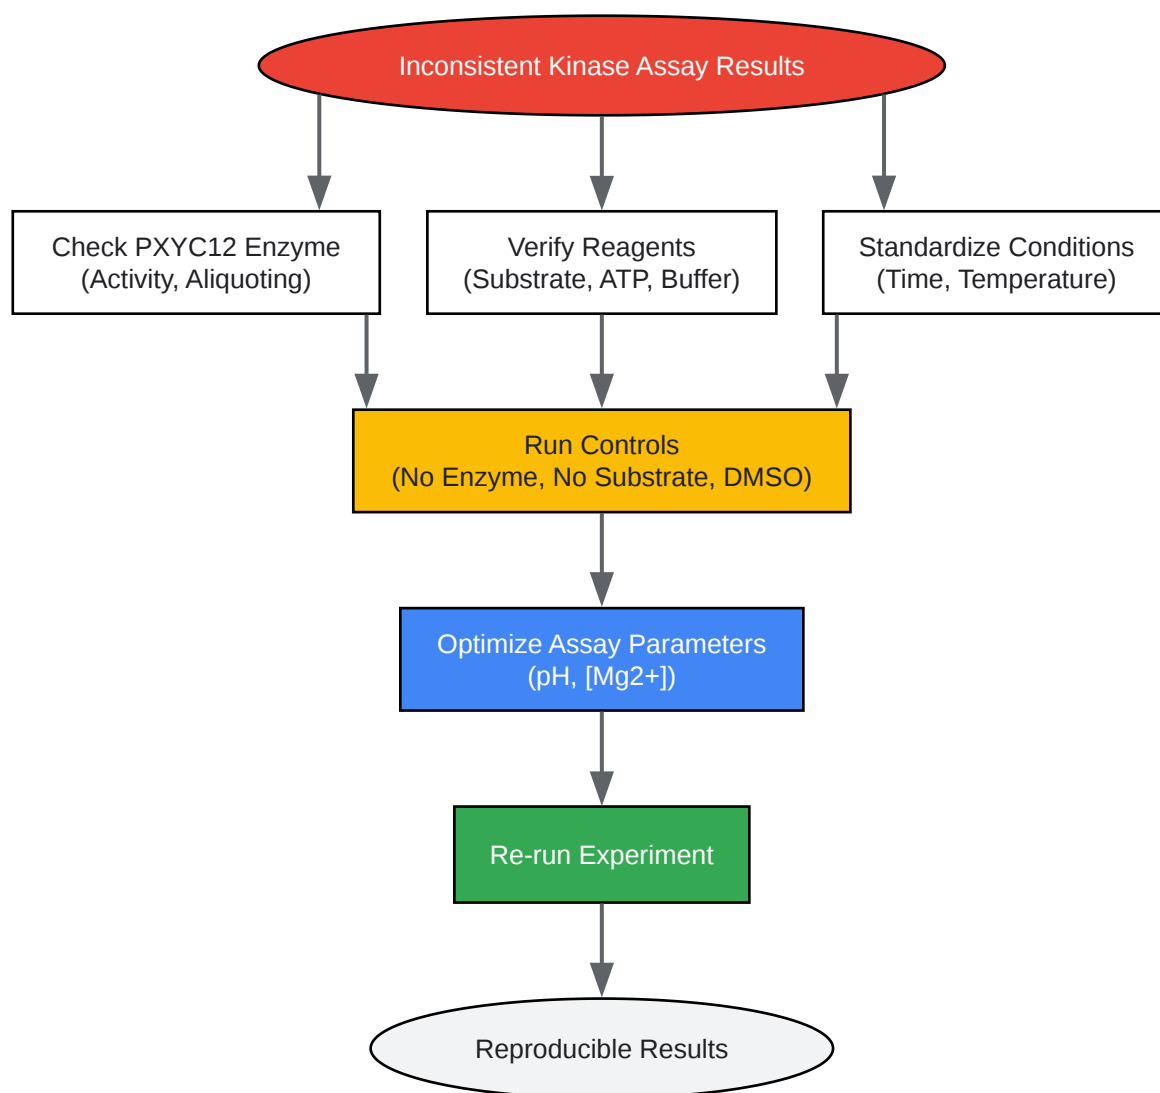 Inconsistent Kinase Assay Results
Check PXYC12 Enzyme
(Activity, Aliquoting)
Verify Reagents
(Substrate, ATP, Buffer)
Standardize Conditions
(Time, Temperature)
Run Controls
(No Enzyme, No Substrate, DMSO)
Optimize Assay Parameters
(pH, [Mg2+])
Re-run Experiment
Reproducible Results